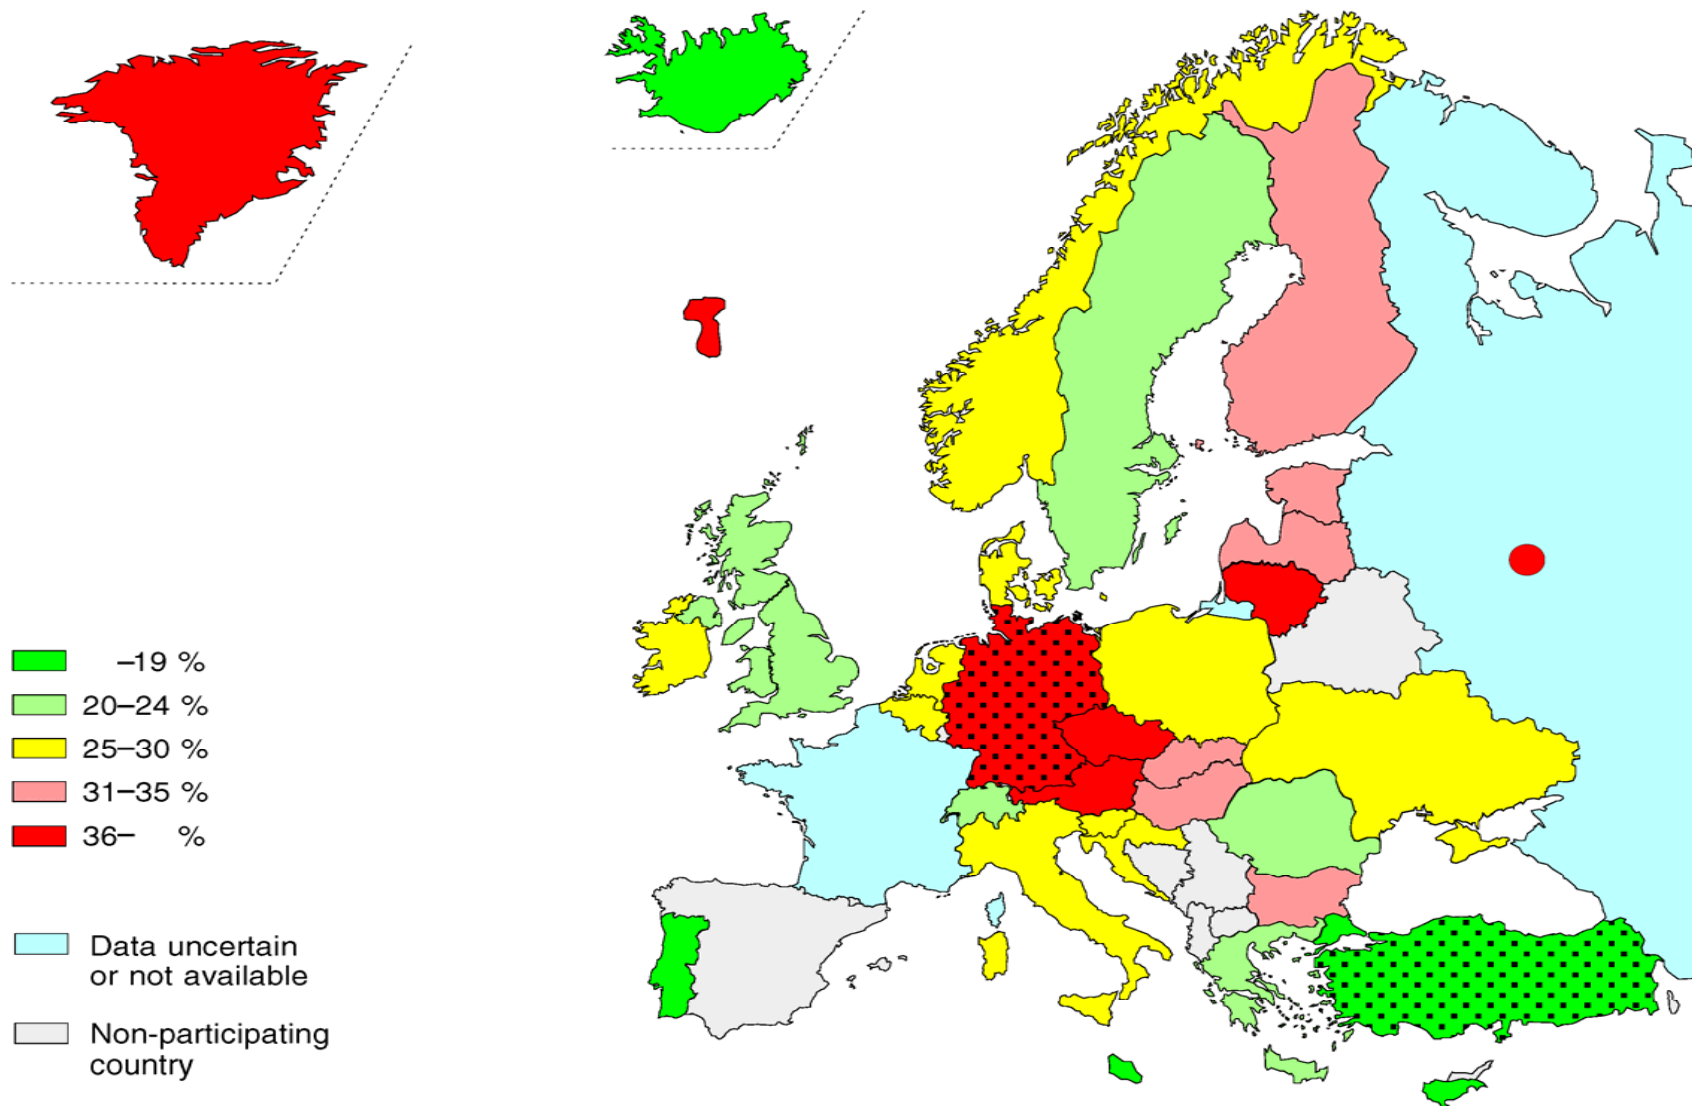 –19 %
20–24 %
25–30 %
31–35 %
36– %
Data uncertain
or not available
Non-participating
country